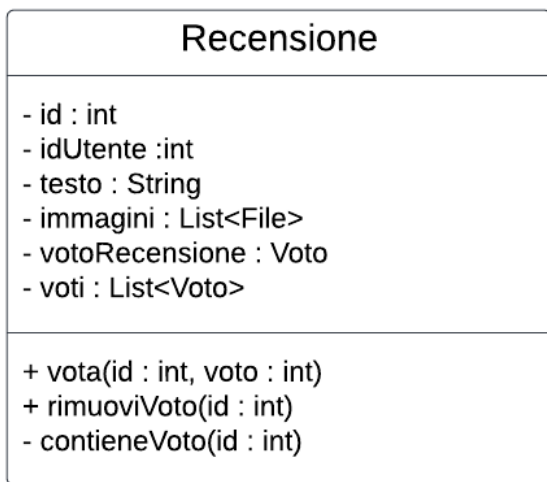 Recensione
- id : int
- idUtente :int
- testo : String
- immagini : List<File>
- votoRecensione : Voto
- voti : List<Voto>
+ vota(id : int, voto : int)
+ rimuoviVoto(id : int)
- contieneVoto(id : int)